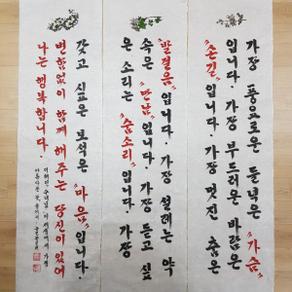 가장 풍요로운 들녘은 "가슴"
입니다. 가장 부드러운 바람은
"손길"입니다. 가장 멋진 춤은
"발걸음"입니다. 가장 설레는 약
속은 "만남"입니다. 가장 듣고 싶
은 소리는 "숨소리"입니다. 가장
갖고 싶은 보석은 "마음"입니다.
변함없이 함께 해주는 당신이 있어
나는 행복합니다.